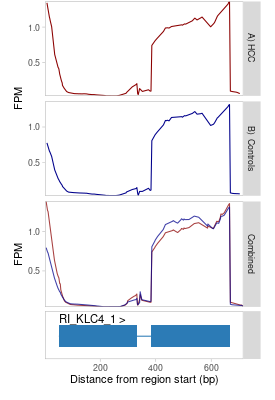 A) HCC
1.0
0.5
FPM
B) Controls
1.0
0.5
Combined
1.0
0.5
FPM
RI_KLC4_1 >
200
400
600
Distance from region start (bp)